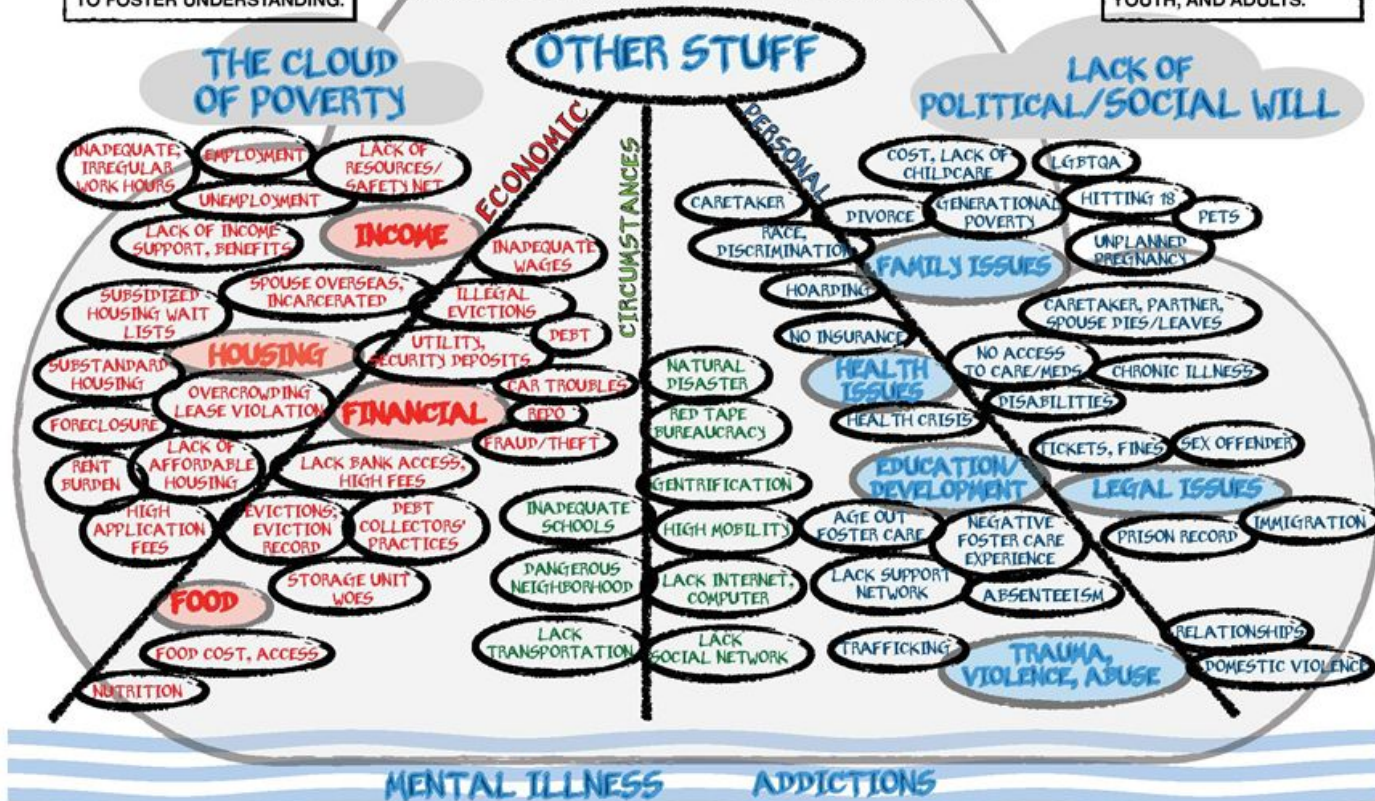 TO FOSTER UNDERSTANDING.
YOUTH, AND ADULTS.
OTHER STUFF
THE CLOUD
OF POVERTY
LACK OF
POLITICAL/SOCIAL WILL
ECONOMIC
CIRCUMSTANCES
PERSONAL
INADEQUATE,
IRREGULAR
WORK HOURS
EMPLOYMENT
LACK OF
RESOURCES/
SAFETY NET
UNEMPLOYMENT
LACK OF INCOME
SUPPORT, BENEFITS
INCOME
INADEQUATE
WAGES
SPOUSE OVERSEAS,
INCARCERATED
ILLEGAL
EVICTIONS
SUBSIDIZED
HOUSING WAIT
LISTS
DEBT
HOUSING
UTILITY,
SECURITY DEPOSITS
SUBSTANDARD
HOUSING
CAR TROUBLES
OVERCROWDING
LEASE VIOLATION
FINANCIAL
REPO
FORECLOSURE
FRAUD/THEFT
LACK OF
AFFORDABLE
HOUSING
RENT
BURDEN
LACK BANK ACCESS,
HIGH FEES
HIGH
APPLICATION
FEES
EVICTIONS,
EVICTION
RECORD
DEBT
COLLECTORS'
PRACTICES
STORAGE UNIT
WOES
FOOD
FOOD COST, ACCESS
NUTRITION
NATURAL
DISASTER
RED TAPE
BUREAUCRACY
GENTRIFICATION
INADEQUATE
SCHOOLS
HIGH MOBILITY
DANGEROUS
NEIGHBORHOOD
LACK INTERNET,
COMPUTER
LACK
TRANSPORTATION
LACK
SOCIAL NETWORK
COST, LACK OF
CHILDCARE
LGBTQA
CARETAKER
DIVORCE
GENERATIONAL
POVERTY
HITTING 18
PETS
RACE,
DISCRIMINATION
UNPLANNED
PREGNANCY
FAMILY ISSUES
HOARDING
CARETAKER, PARTNER,
SPOUSE DIES/LEAVES
NO INSURANCE
HEALTH
ISSUES
NO ACCESS
TO CARE/MEDS
CHRONIC ILLNESS
DISABILITIES
HEALTH CRISIS
TICKETS, FINES
SEX OFFENDER
EDUCATION/
DEVELOPMENT
LEGAL ISSUES
AGE OUT
FOSTER CARE
NEGATIVE
FOSTER CARE
EXPERIENCE
PRISON RECORD
IMMIGRATION
LACK SUPPORT
NETWORK
ABSENTEEISM
TRAFFICKING
TRAUMA,
VIOLENCE, ABUSE
RELATIONSHIPS
DOMESTIC VIOLENCE
MENTAL ILLNESS
ADDICTIONS